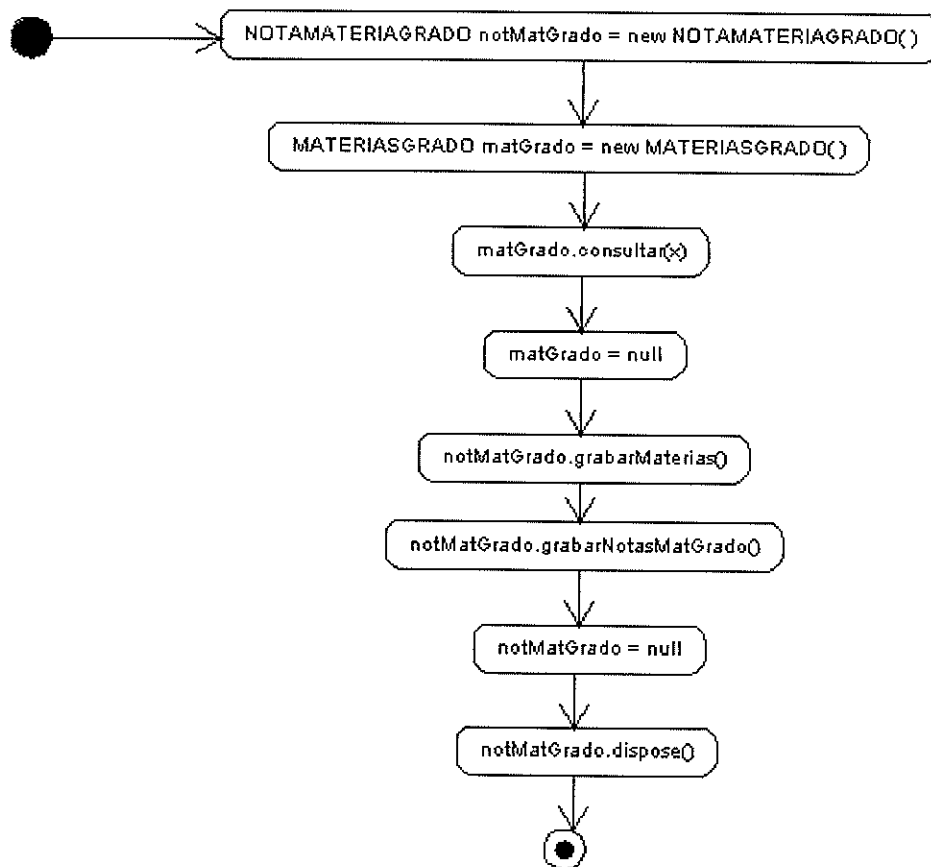 NOTAMATERIAGRADO notMatGrado = new NOTAMATERIAGRADO()
MATERIASGRADO matGrado = new MATERIASGRADO()
matGrado.consultar(x)
matGrado = null
notMatGrado.grabarMaterias()
notMatGrado.grabarNotasMatGrado()
notMatGrado = null
notMatGrado.dispose()